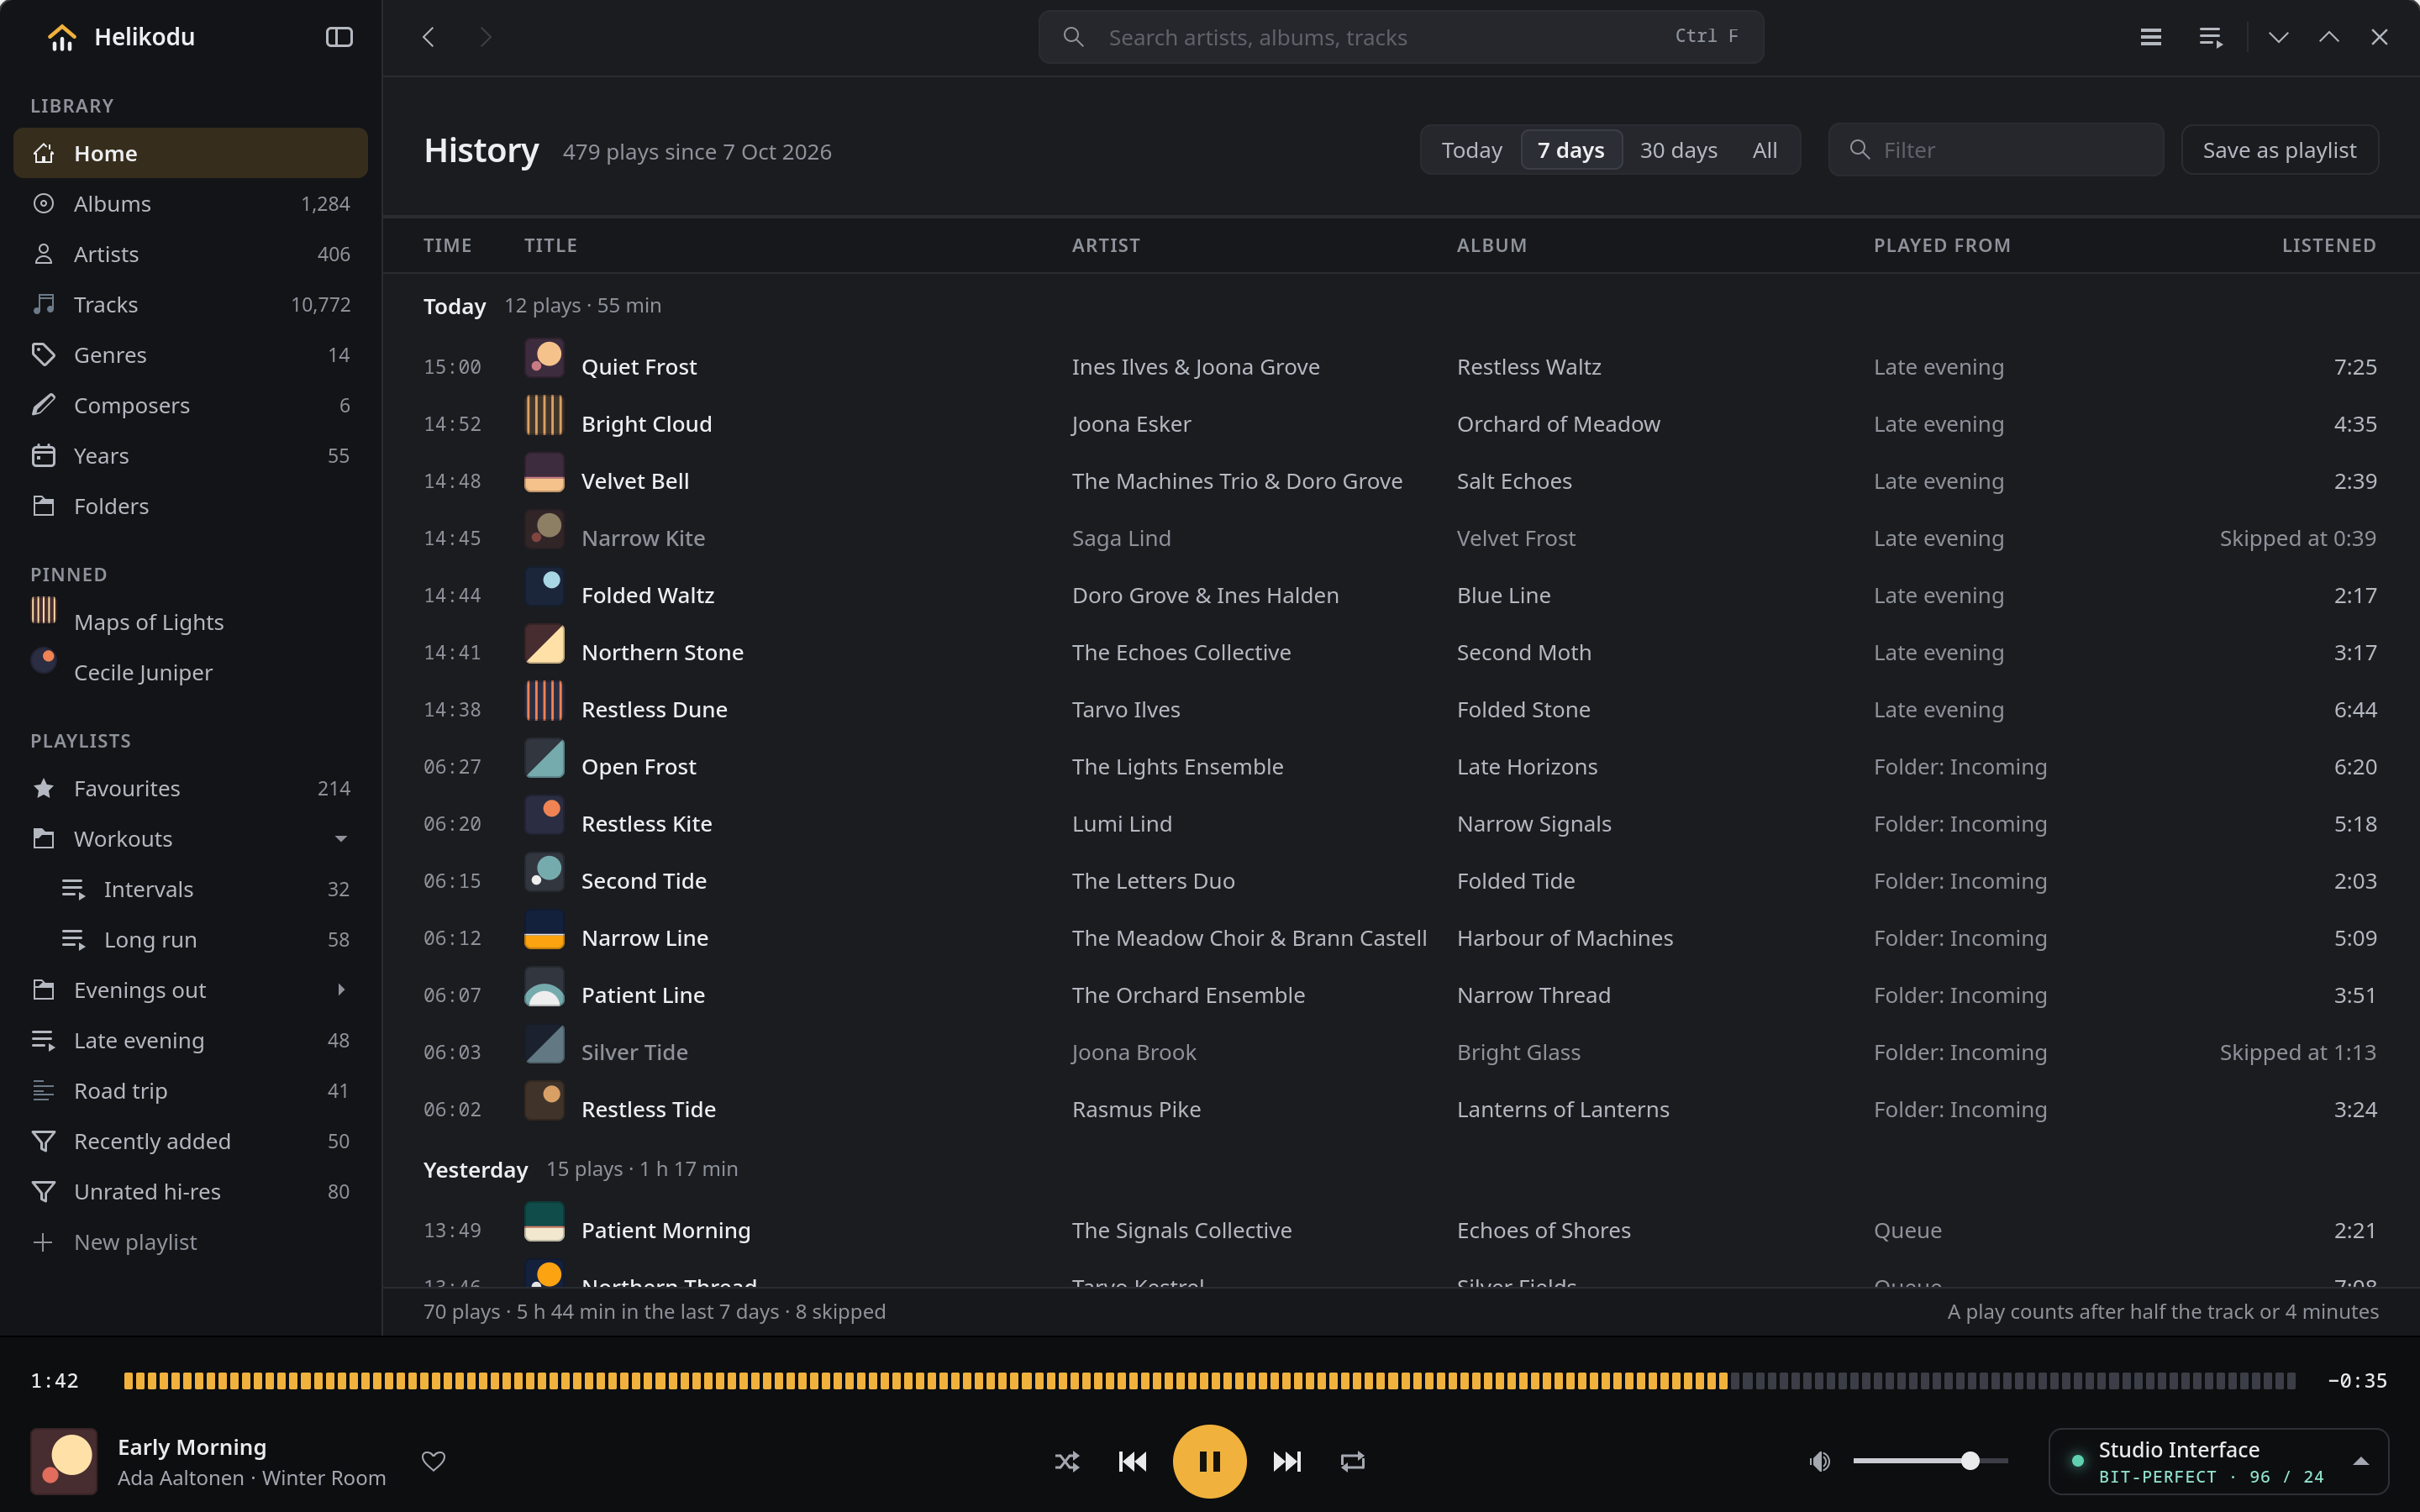 Helikodu
Search artists, albums, tracks
Ctrl F
LIBRARY
Home
Albums 1,284
Artists 406
Tracks 10,772
Genres 14
Composers 6
Years 55
Folders
PINNED
Maps of Lights
Cecile Juniper
PLAYLISTS
Favourites 214
Workouts
Intervals 32
Long run 58
Evenings out
Late evening 48
Road trip 41
Recently added 50
Unrated hi-res 80
New playlist
History 479 plays since 7 Oct 2026
Today 7 days 30 days All
Filter
Save as playlist
TIME TITLE ARTIST ALBUM PLAYED FROM LISTENED
Today 12 plays · 55 min
15:00 Quiet Frost Ines Ilves & Joona Grove Restless Waltz Late evening 7:25
14:52 Bright Cloud Joona Esker Orchard of Meadow Late evening 4:35
14:48 Velvet Bell The Machines Trio & Doro Grove Salt Echoes Late evening 2:39
14:45 Narrow Kite Saga Lind Velvet Frost Late evening Skipped at 0:39
14:44 Folded Waltz Doro Grove & Ines Halden Blue Line Late evening 2:17
14:41 Northern Stone The Echoes Collective Second Moth Late evening 3:17
14:38 Restless Dune Tarvo Ilves Folded Stone Late evening 6:44
06:27 Open Frost The Lights Ensemble Late Horizons Folder: Incoming 6:20
06:20 Restless Kite Lumi Lind Narrow Signals Folder: Incoming 5:18
06:15 Second Tide The Letters Duo Folded Tide Folder: Incoming 2:03
06:12 Narrow Line The Meadow Choir & Brann Castell Harbour of Machines Folder: Incoming 5:09
06:07 Patient Line The Orchard Ensemble Narrow Thread Folder: Incoming 3:51
06:03 Silver Tide Joona Brook Bright Glass Folder: Incoming Skipped at 1:13
06:02 Restless Tide Rasmus Pike Lanterns of Lanterns Folder: Incoming 3:24
Yesterday 15 plays · 1 h 17 min
13:49 Patient Morning The Signals Collective Echoes of Shores Queue 2:21
13:46 Northern Thread Tarvo Kestrel Silver Fields Queue 7:08
70 plays · 5 h 44 min in the last 7 days · 8 skipped
A play counts after half the track or 4 minutes
1:42
−0:35
Early Morning
Ada Aaltonen · Winter Room
Studio Interface
BIT-PERFECT · 96 / 24